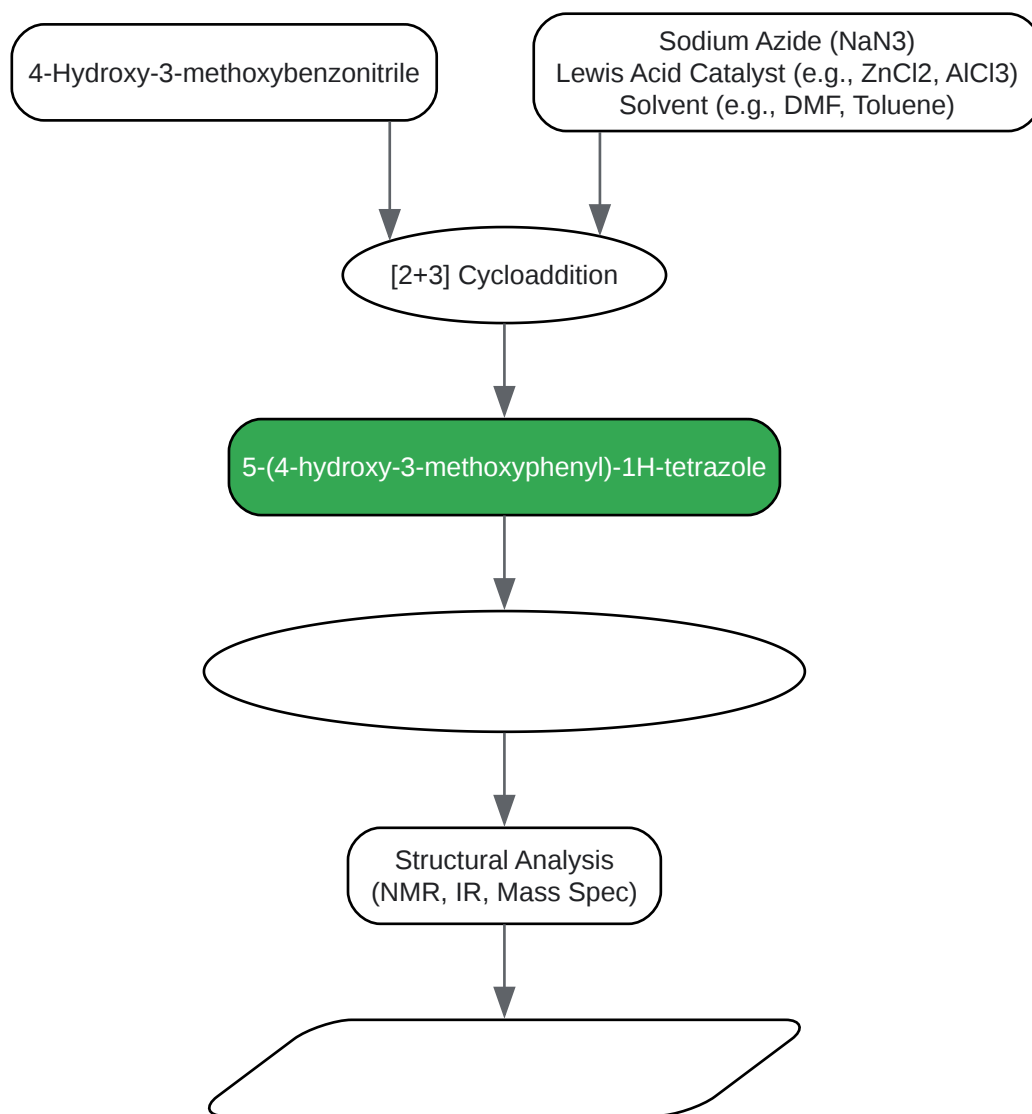 4-Hydroxy-3-methoxybenzonitrile
Sodium Azide (NaN3)
Lewis Acid Catalyst (e.g., ZnCl2, AlCl3)
Solvent (e.g., DMF, Toluene)
[2+3] Cycloaddition
5-(4-hydroxy-3-methoxyphenyl)-1H-tetrazole
Structural Analysis
(NMR, IR, Mass Spec)